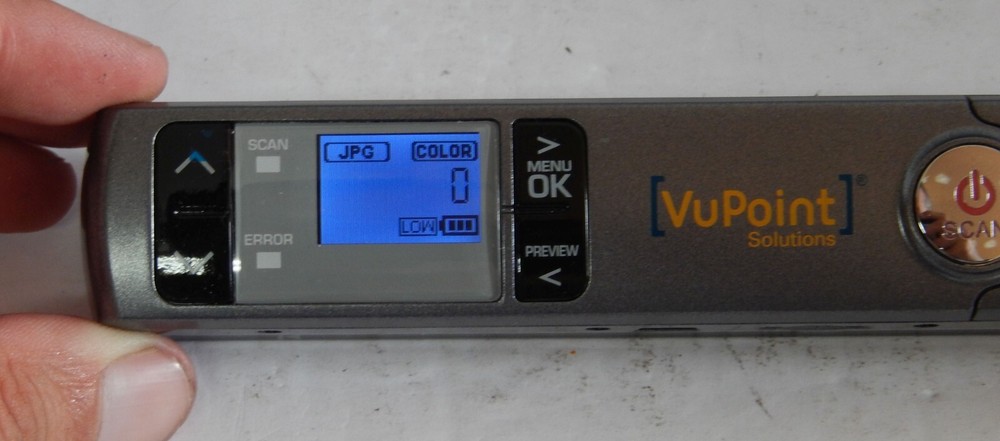 SCAN
ERROR
JPG COLOR
0
LOW
>
MENU
OK
PREVIEW
<
[VuPoint]®
Solutions
SCAN